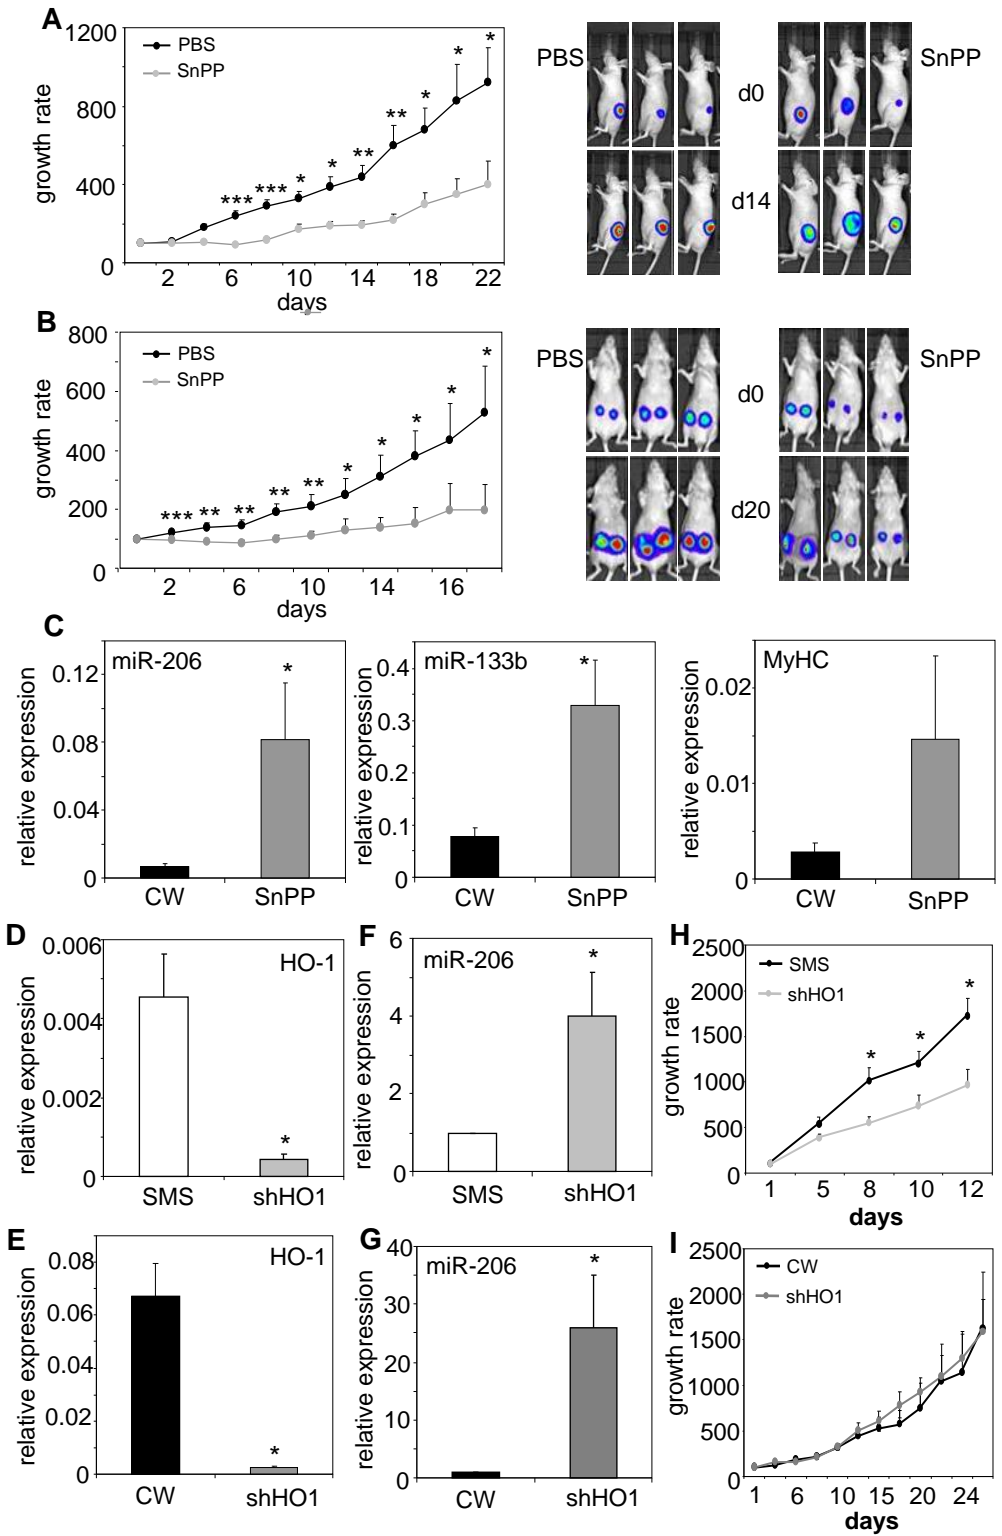 A
1200
800
400
0
growth rate
PBS
SnPP
*** *** * * ** ** * * *
2 6 10 14 18 22
days
PBS
d0
SnPP
d14
B
800
600
400
200
0
growth rate
PBS
SnPP
*** ** ** ** ** * * * * *
2 6 10 14 16
days
PBS
d0
SnPP
d20
C
miR-206
0.12
0.08
0.04
0
relative expression
*
CW SnPP
miR-133b
0.4
0.3
0.2
0.1
0
relative expression
*
CW SnPP
MyHC
0.02
0.01
0
relative expression
CW SnPP
D
HO-1
0.006
0.004
0.002
0
relative expression
*
SMS shHO1
F
miR-206
6
4
2
0
relative expression
*
SMS shHO1
H
2500
2000
1500
1000
500
0
growth rate
SMS
shHO1
* * *
1 5 8 10 12
days
E
HO-1
0.08
0.06
0.04
0.02
0
relative expression
*
CW shHO1
G
miR-206
40
30
20
10
0
relative expression
*
CW shHO1
I
2500
2000
1500
1000
500
0
growth rate
CW
shHO1
1 6 10 15 20 24
days